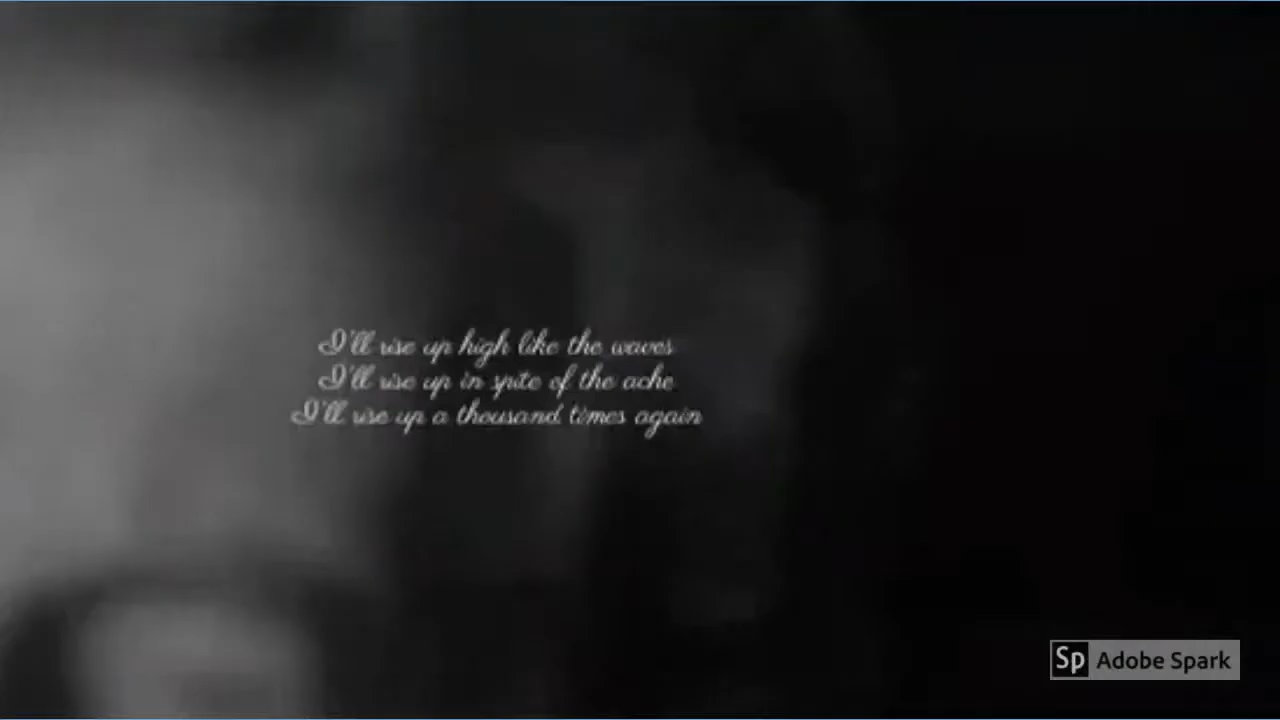 I'll rise up high like the waves
I'll rise up in spite of the ache
I'll rise up a thousand times again
Sp Adobe Spark